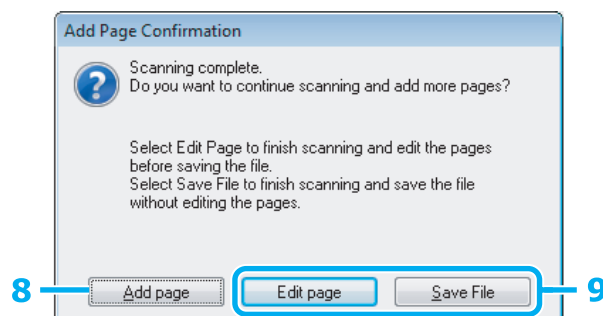 Add Page Confirmation
Scanning complete.
Do you want to continue scanning and add more pages?
Select Edit Page to finish scanning and edit the pages
before saving the file.
Select Save File to finish scanning and save the file
without editing the pages.
8 Add page Edit page Save File 9